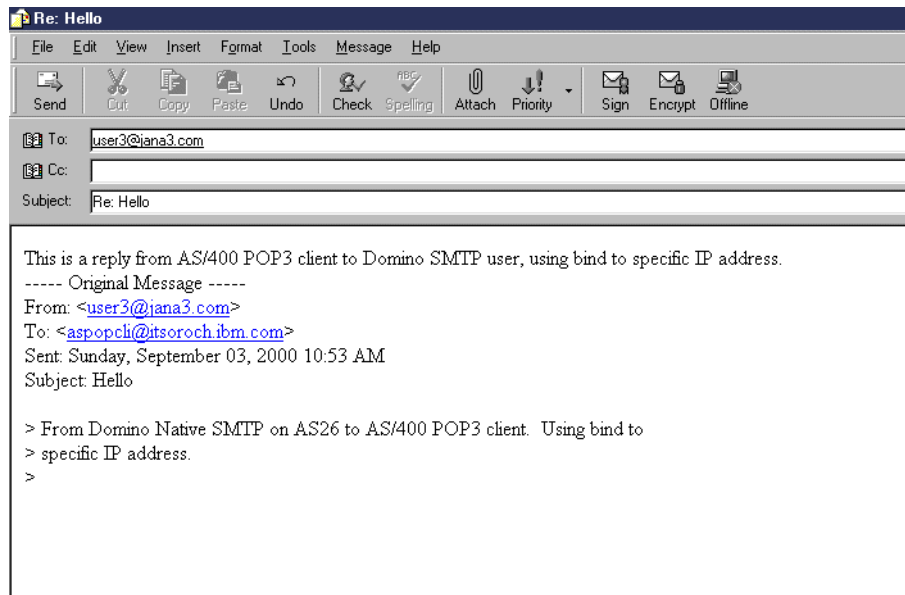 Re: Hello
File Edit View Insert Format Tools Message Help
Send Cut Copy Paste Undo Check Spelling Attach Priority Sign Encrypt Offline
ABC
To: user3@jana3.com
Cc:
Subject: Re: Hello
This is a reply from AS/400 POP3 client to Domino SMTP user, using bind to specific IP address.
----- Original Message -----
From: <user3@jana3.com>
To: <aspopcli@itsoroch.ibm.com>
Sent: Sunday, September 03, 2000 10:53 AM
Subject: Hello
> From Domino Native SMTP on AS26 to AS/400 POP3 client.  Using bind to
> specific IP address.
>